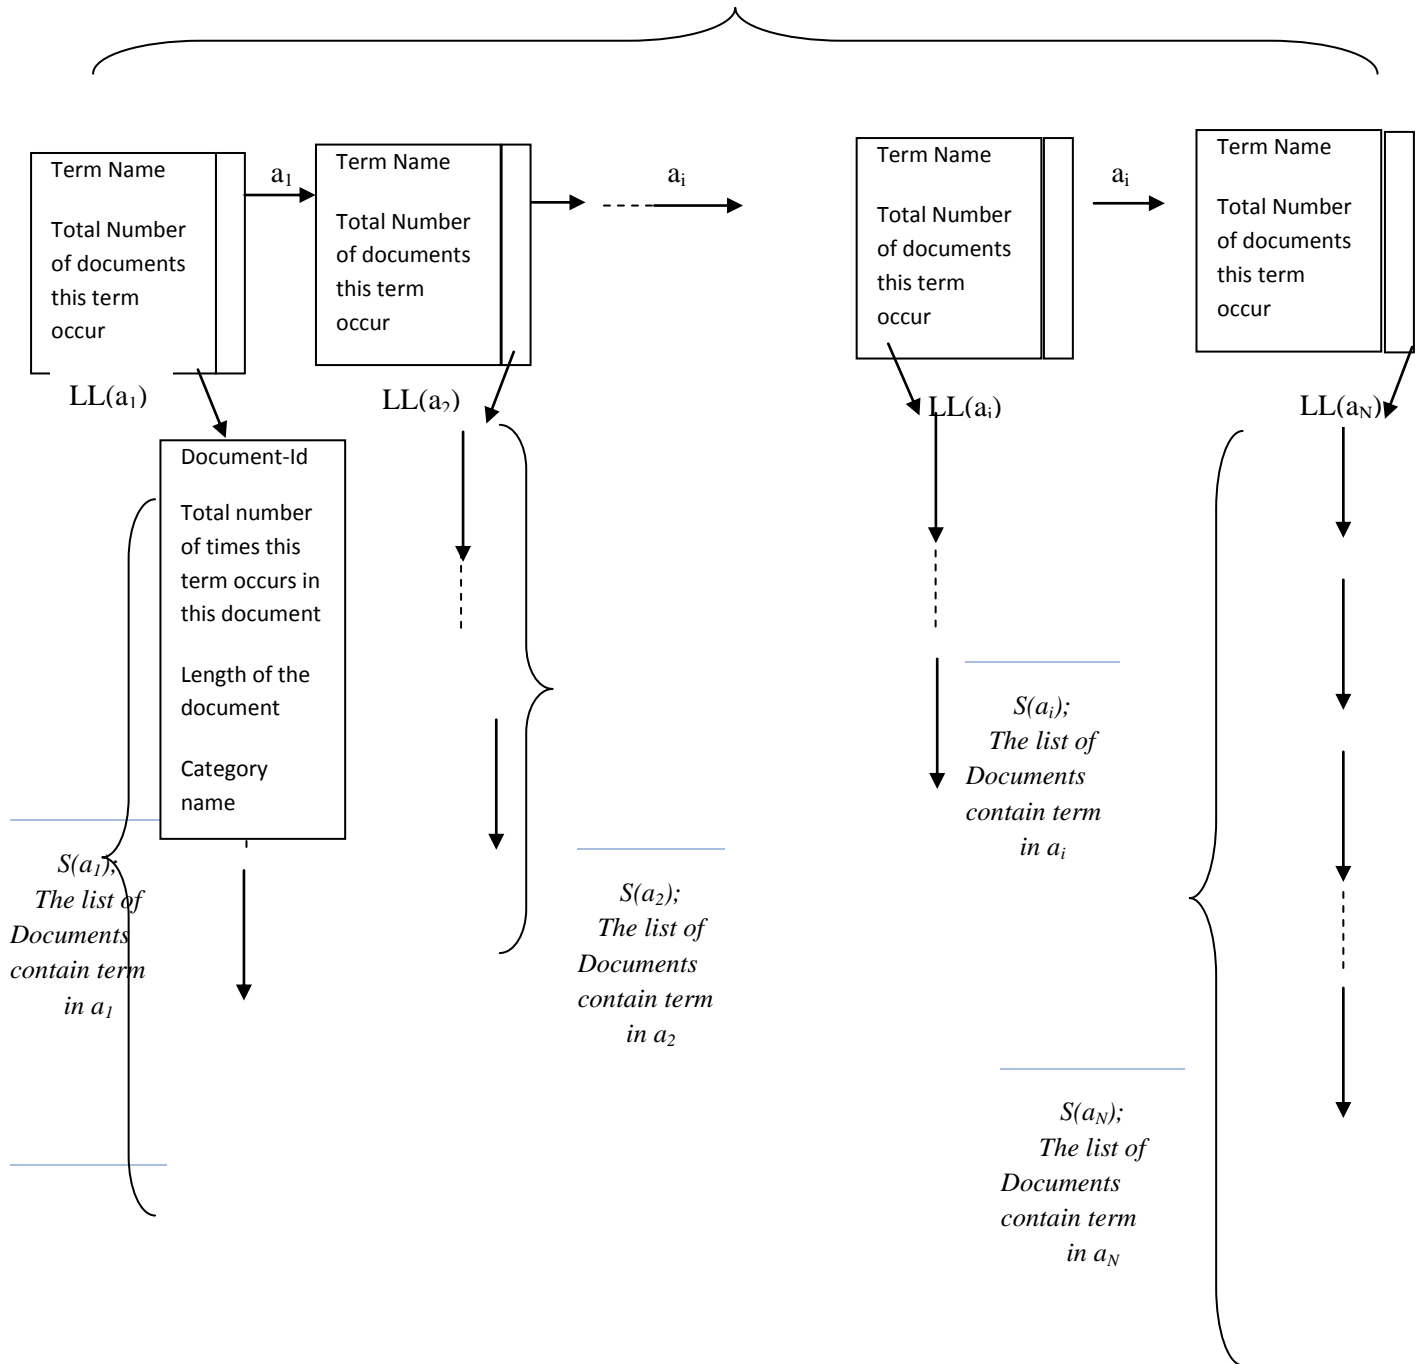 Term Name
Total Number
of documents
this term
occur
a₁
Term Name
Total Number
of documents
this term
occur
aᵢ
Term Name
Total Number
of documents
this term
occur
aᵢ
Term Name
Total Number
of documents
this term
occur
LL(a₁)
LL(a₂)
LL(aᵢ)
LL(a_N)
Document-Id
Total number
of times this
term occurs in
this document
Length of the
document
Category
name
S(a₁);
The list of
Documents
contain term
in a₁
S(a₂);
The list of
Documents
contain term
in a₂
S(aᵢ);
The list of
Documents
contain term
in aᵢ
S(a_N);
The list of
Documents
contain term
in a_N